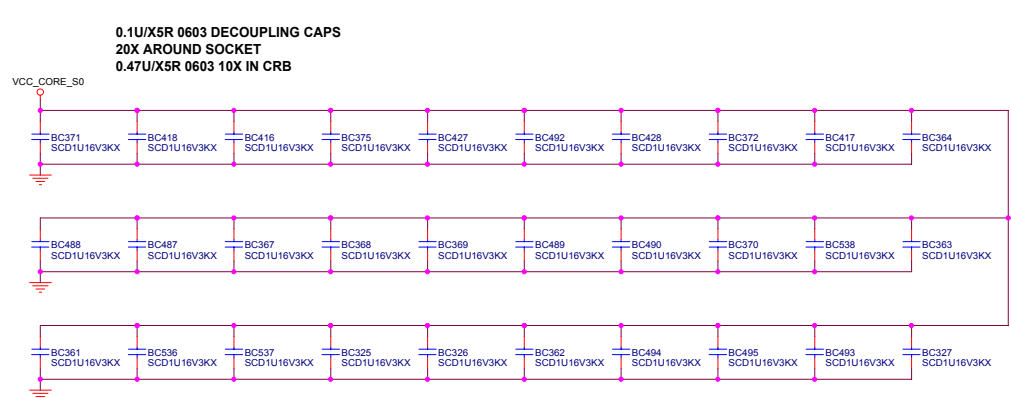 0.1U/X5R 0603 DECOUPLING CAPS
20X AROUND SOCKET
0.47U/X5R 0603 10X IN CRB
VCC_CORE_S0
BC371 BC418 BC416 BC375 BC427 BC492 BC428 BC372 BC417 BC364
SCD1U16V3KX SCD1U16V3KX SCD1U16V3KX SCD1U16V3KX SCD1U16V3KX SCD1U16V3KX SCD1U16V3KX SCD1U16V3KX SCD1U16V3KX SCD1U16V3KX
BC488 BC487 BC367 BC368 BC369 BC489 BC490 BC370 BC538 BC363
SCD1U16V3KX SCD1U16V3KX SCD1U16V3KX SCD1U16V3KX SCD1U16V3KX SCD1U16V3KX SCD1U16V3KX SCD1U16V3KX SCD1U16V3KX SCD1U16V3KX
BC361 BC536 BC537 BC325 BC326 BC362 BC494 BC495 BC493 BC327
SCD1U16V3KX SCD1U16V3KX SCD1U16V3KX SCD1U16V3KX SCD1U16V3KX SCD1U16V3KX SCD1U16V3KX SCD1U16V3KX SCD1U16V3KX SCD1U16V3KX